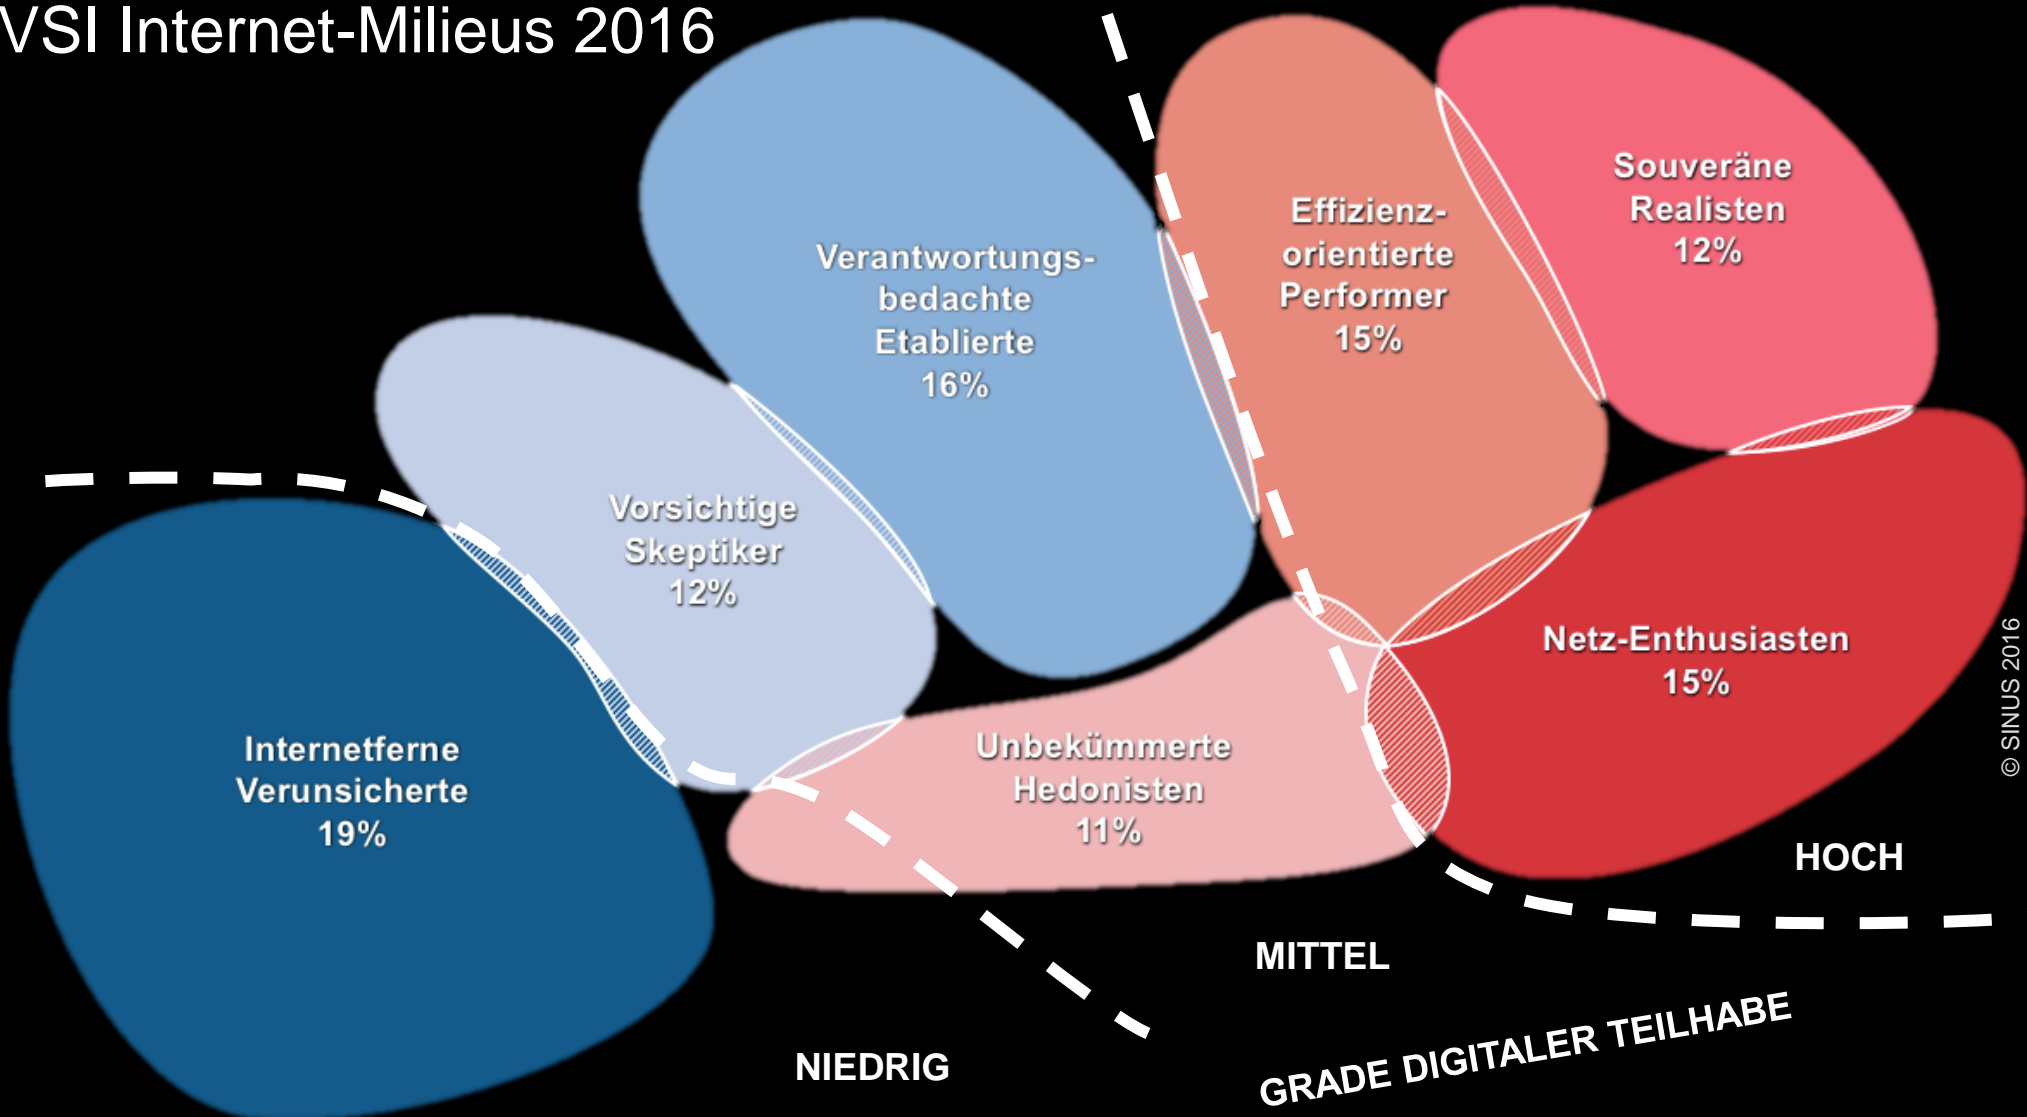 VSI Internet-Milieus 2016
Souveräne
Realisten
12%
Effizienz-
orientierte
Performer
15%
Verantwortungs-
bedachte
Etablierte
16%
Vorsichtige
Skeptiker
12%
Netz-Enthusiasten
15%
Internetferne
Verunsicherte
19%
Unbekümmerte
Hedonisten
11%
© SINUS 2016
HOCH
MITTEL
NIEDRIG
GRADE DIGITALER TEILHABE